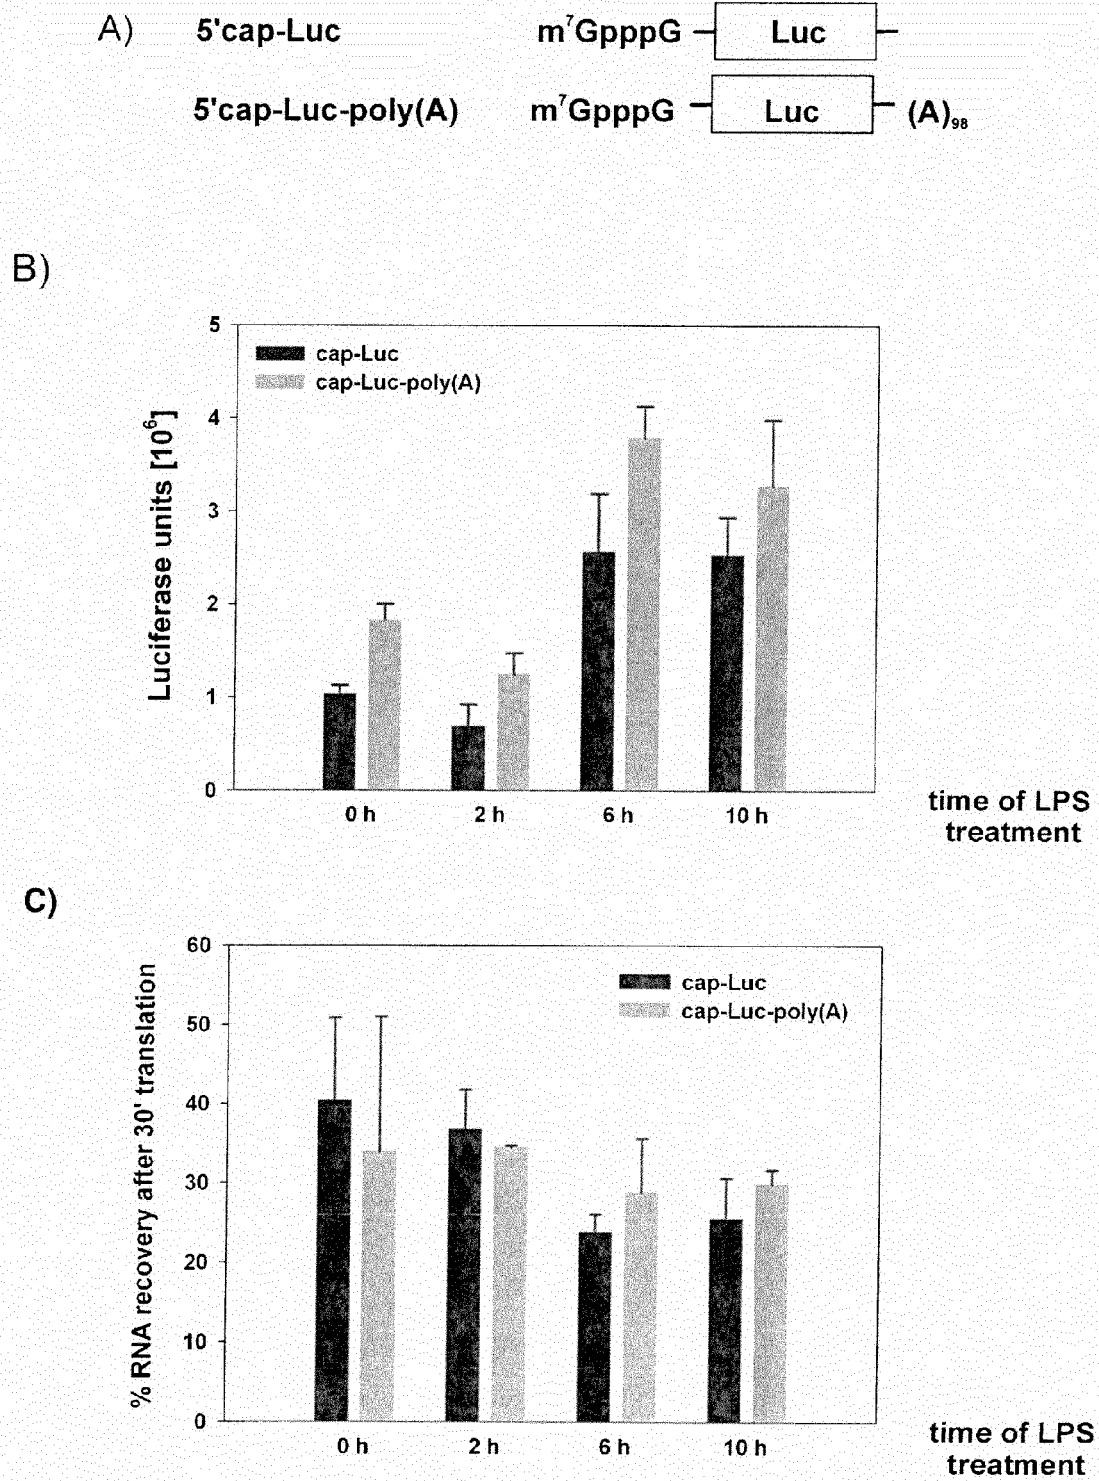 A) 5'cap-Luc m⁷GpppG Luc
5'cap-Luc-poly(A) m⁷GpppG Luc (A)₉₈
B)
Luciferase units [10⁶]
5
4
3
2
1
0
cap-Luc
cap-Luc-poly(A)
0 h 2 h 6 h 10 h
time of LPS
treatment
C)
% RNA recovery after 30' translation
60
50
40
30
20
10
0
cap-Luc
cap-Luc-poly(A)
0 h 2 h 6 h 10 h
time of LPS
treatment